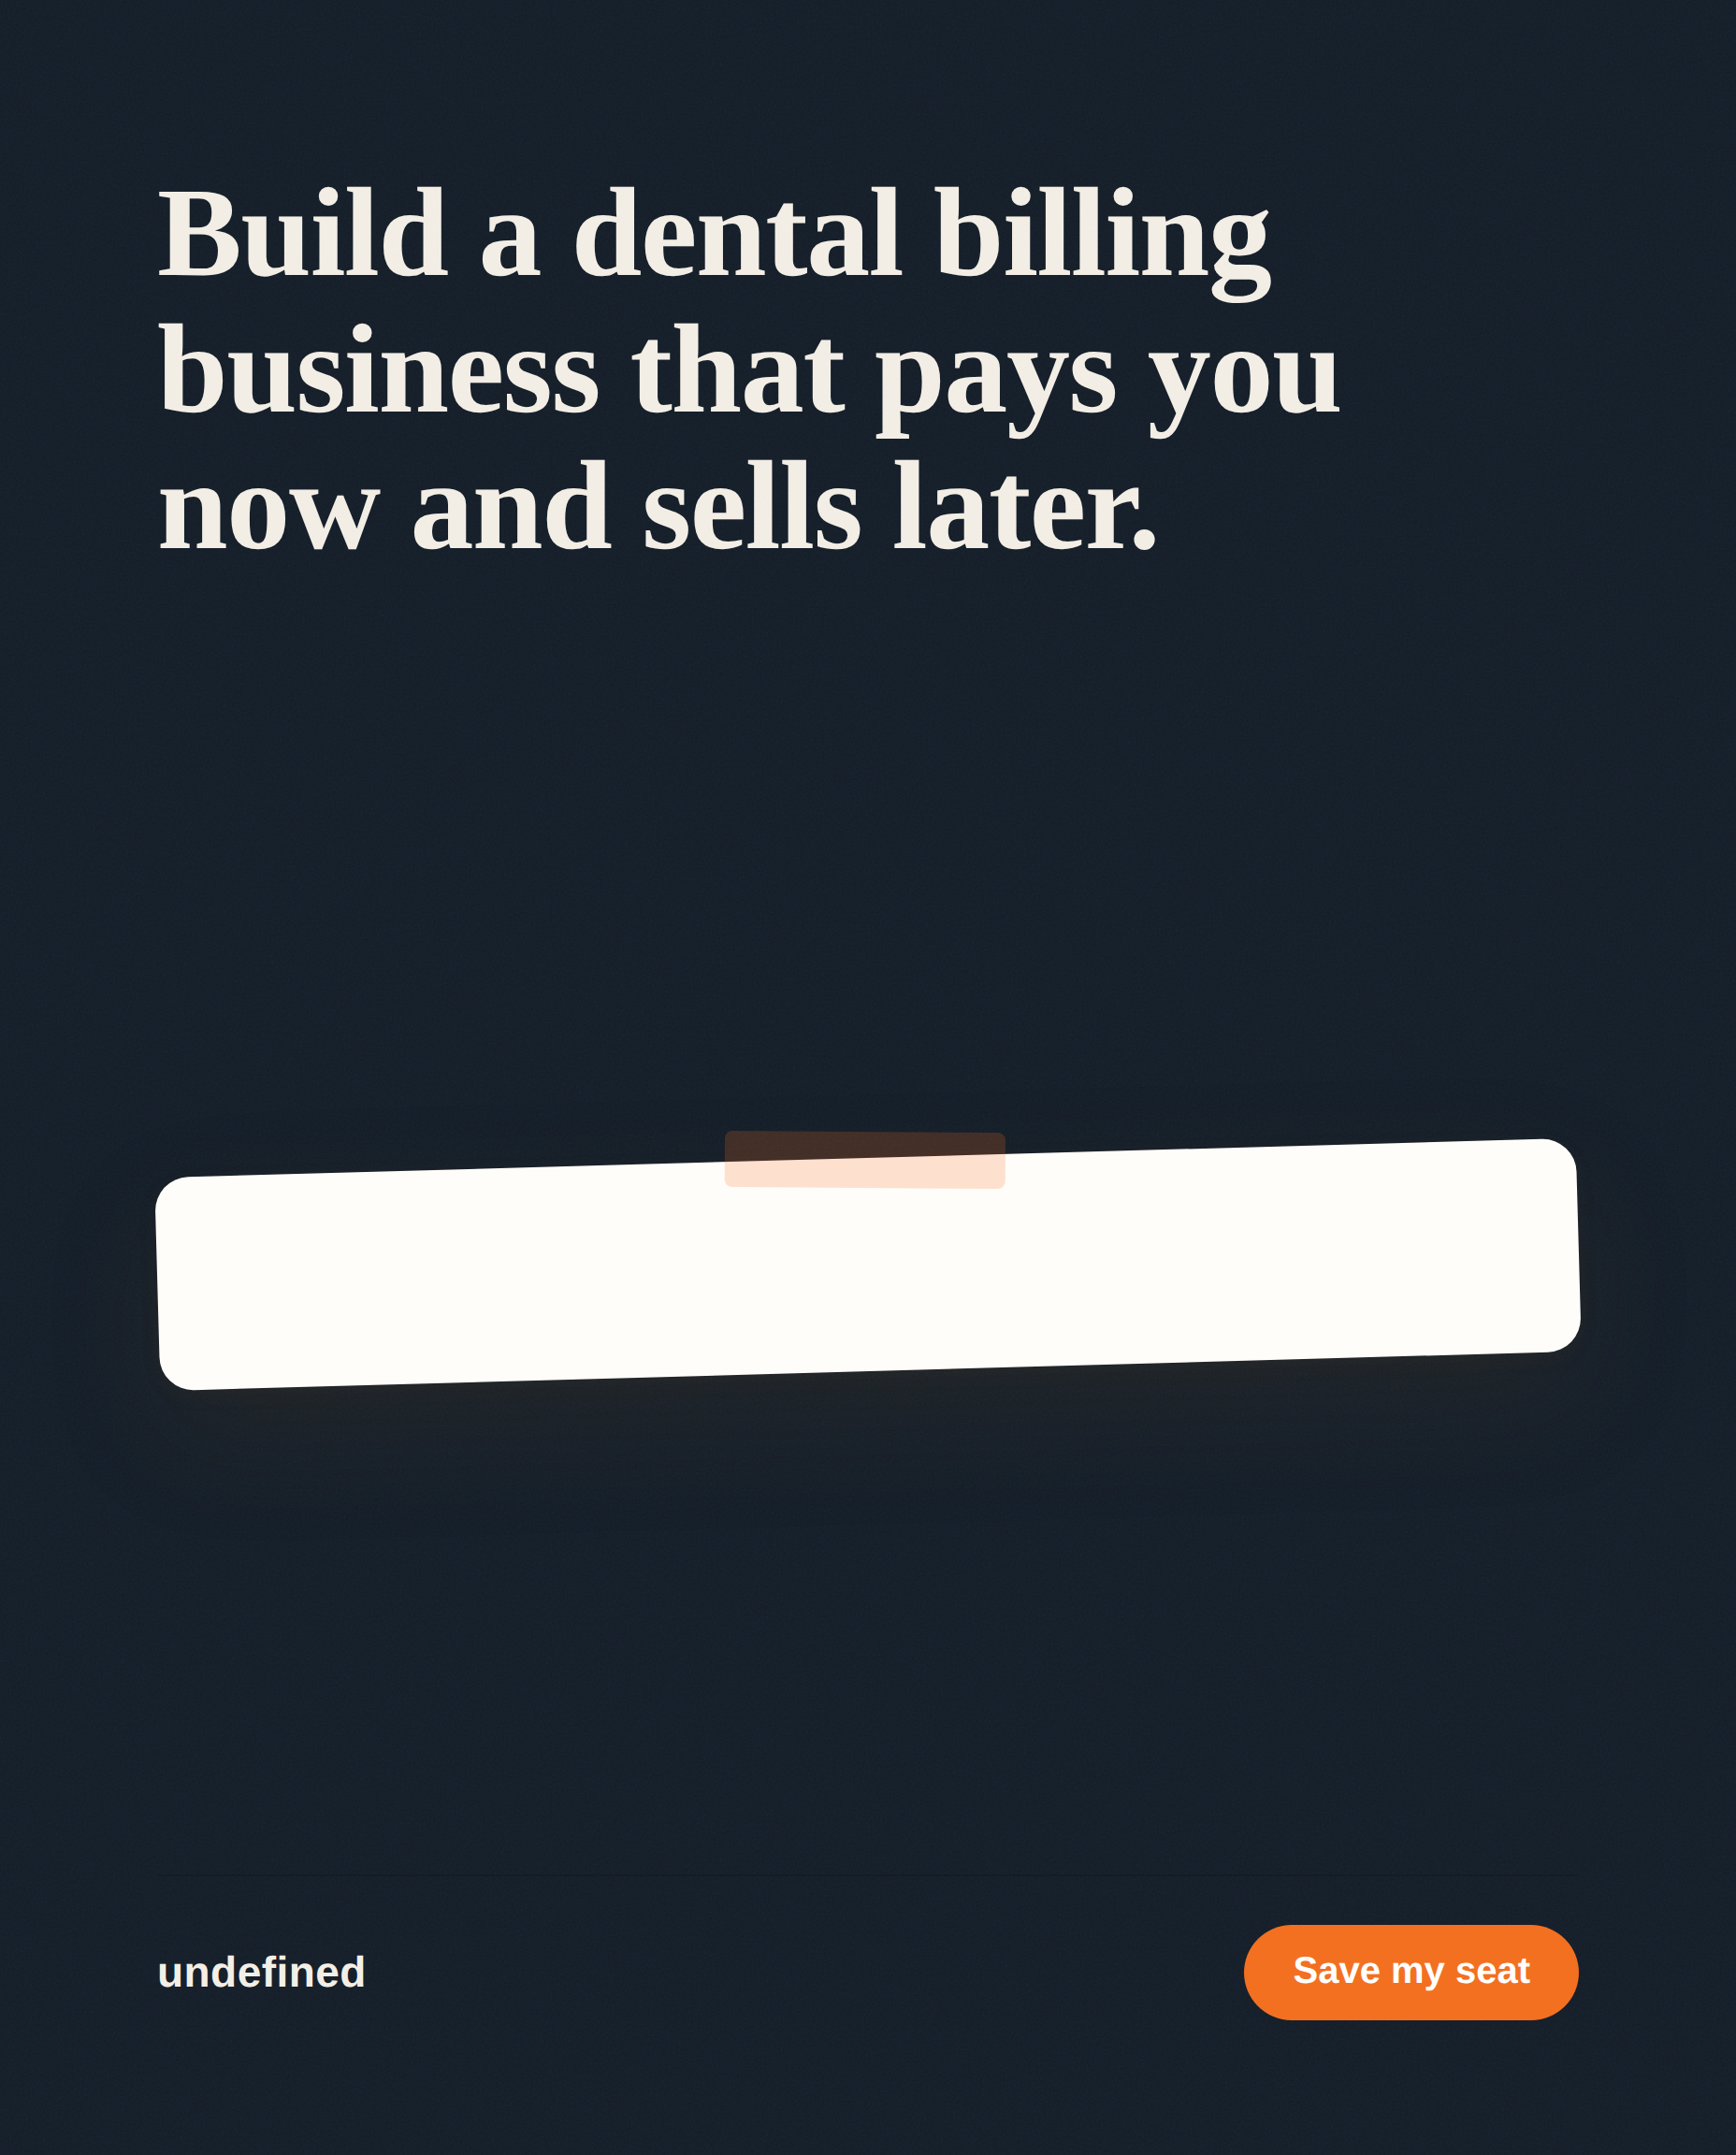 Build a dental billing
business that pays you
now and sells later.
undefined
Save my seat